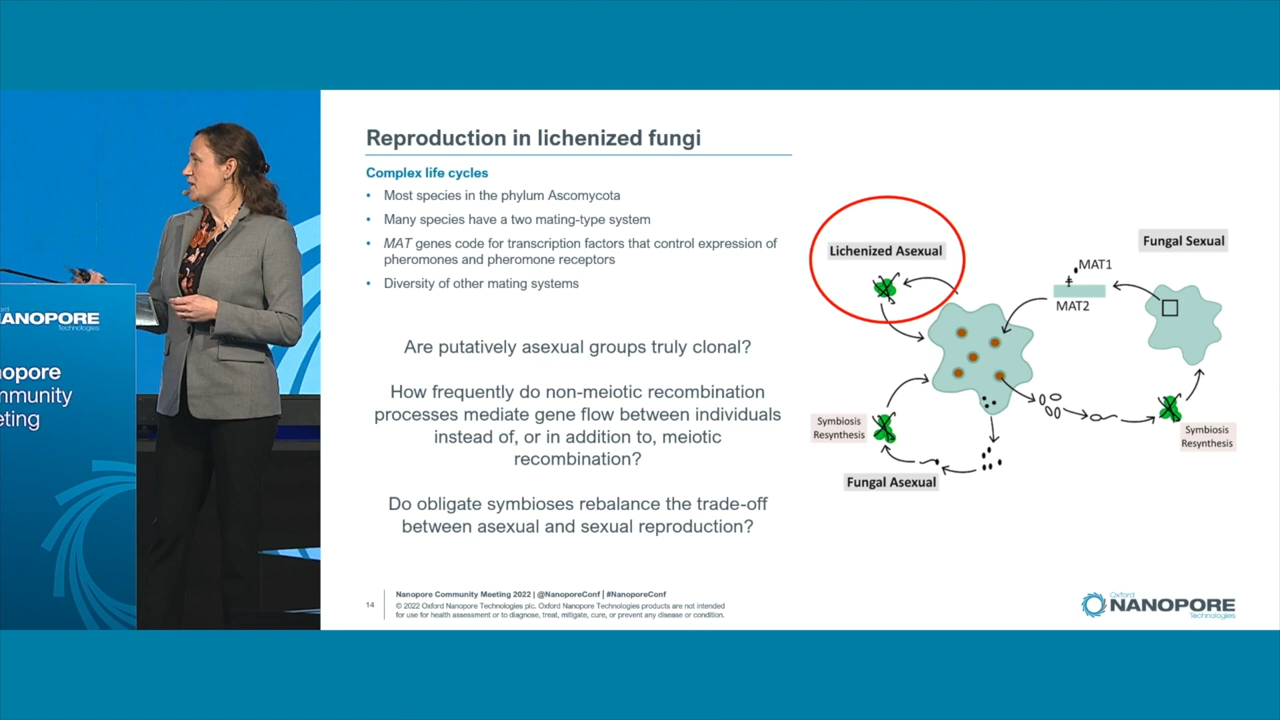 Reproduction in lichenized fungi
Complex life cycles
• Most species in the phylum Ascomycota
• Many species have a two mating-type system
• MAT genes code for transcription factors that control expression of
pheromones and pheromone receptors
• Diversity of other mating systems
Are putatively asexual groups truly clonal?
How frequently do non-meiotic recombination
processes mediate gene flow between individuals
instead of, or in addition to, meiotic
recombination?
Do obligate symbioses rebalance the trade-off
between asexual and sexual reproduction?
Lichenized Asexual
Fungal Sexual
MAT1
MAT2
Symbiosis
Resynthesis
Symbiosis
Resynthesis
Fungal Asexual
14
Nanopore Community Meeting 2022 | @NanoporeConf | #NanoporeConf
© 2022 Oxford Nanopore Technologies plc. Oxford Nanopore Technologies products are not intended
for use for health assessment or to diagnose, treat, mitigate, cure, or prevent any disease or condition.
Oxford
NANOPORE
Technologies
ford
ANOPORE
Technologies
nopore
mmunity
eeting